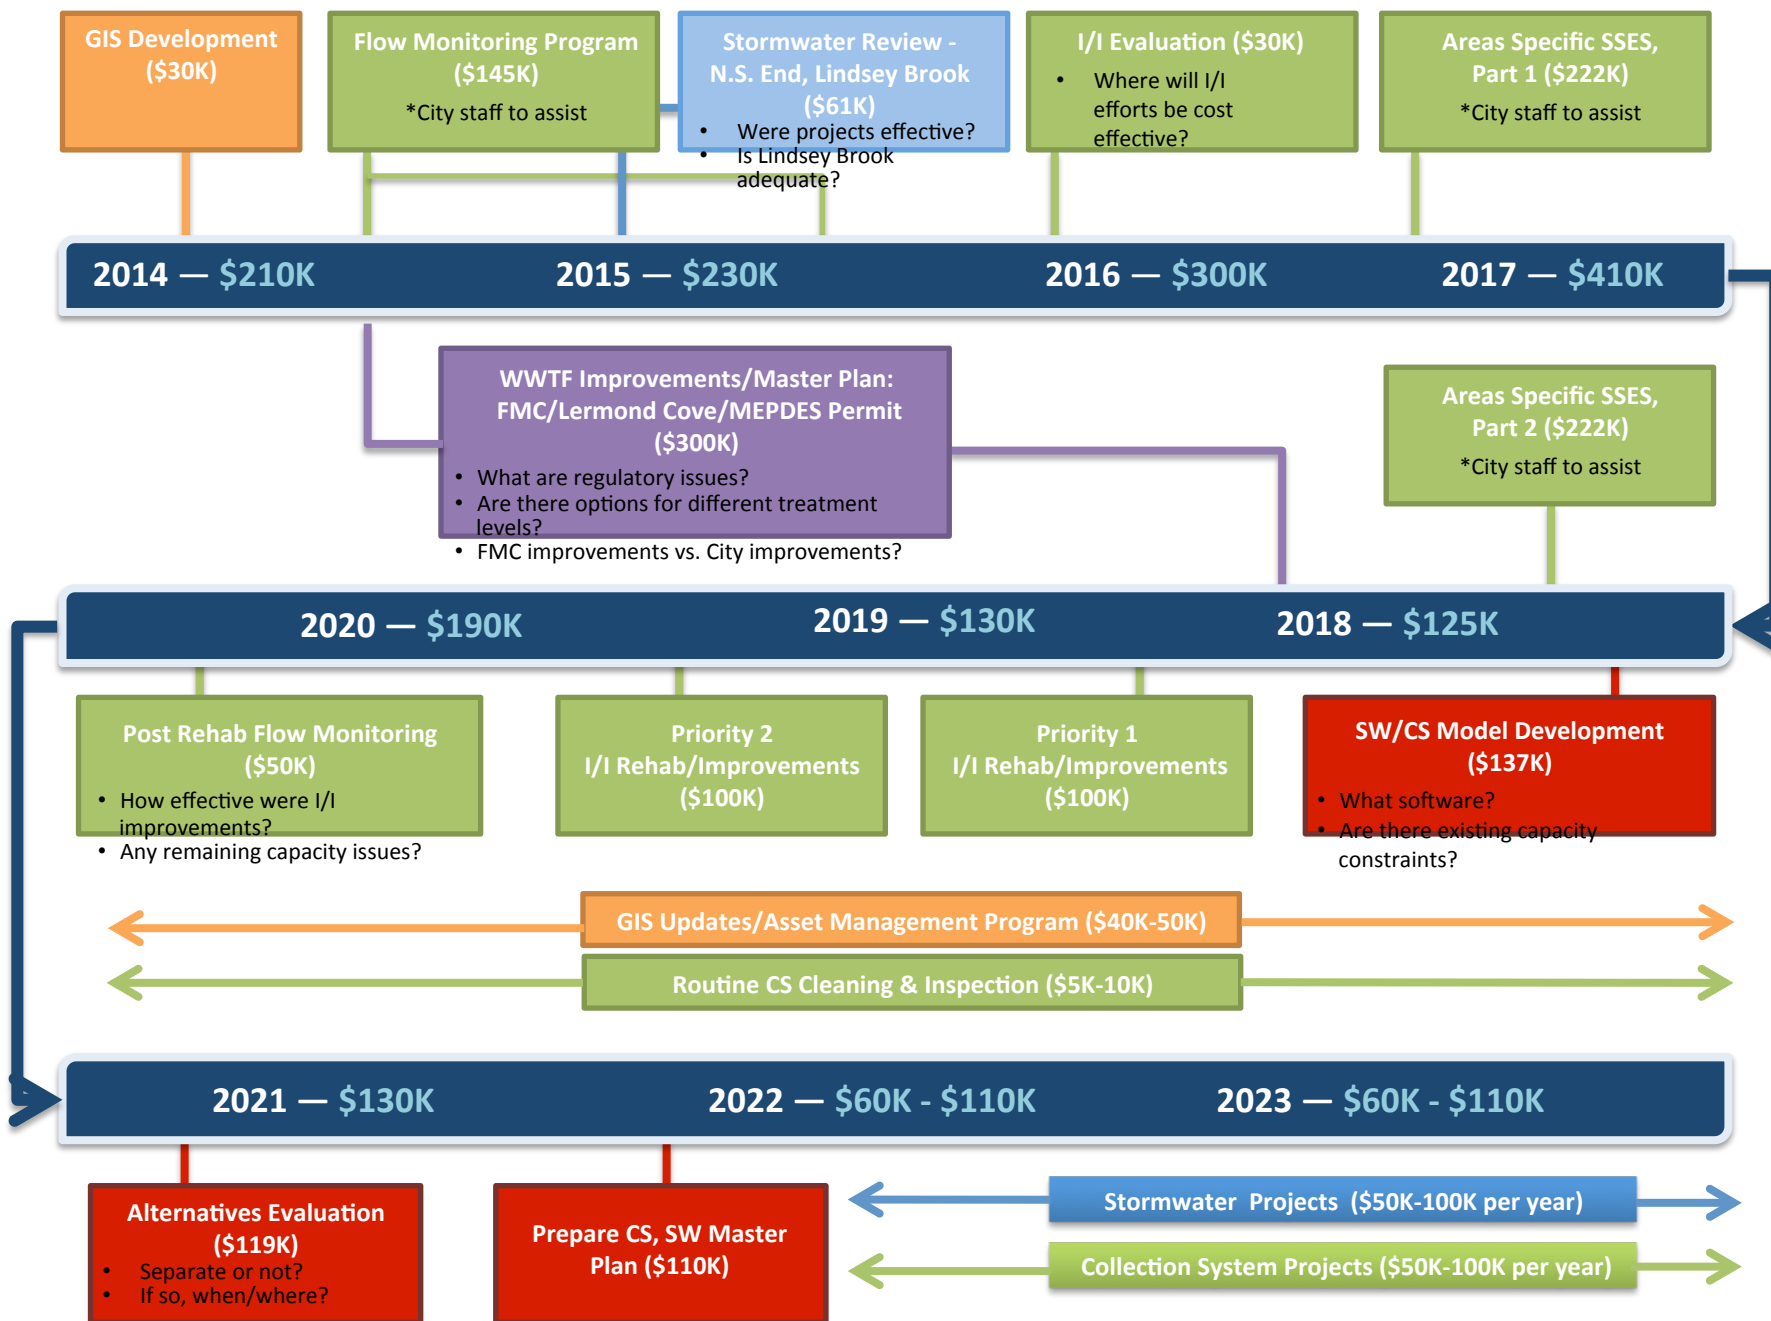 GIS Development
($30K)
Flow Monitoring Program
($145K)
*City staff to assist
Stormwater Review -
N.S. End, Lindsey Brook
($61K)
• Were projects effective?
• Is Lindsey Brook
adequate?
I/I Evaluation ($30K)
• Where will I/I
efforts be cost
effective?
Areas Specific SSES,
Part 1 ($222K)
*City staff to assist
2014 — $210K
2015 — $230K
2016 — $300K
2017 — $410K
WWTF Improvements/Master Plan:
FMC/Lermond Cove/MEPDES Permit
($300K)
• What are regulatory issues?
• Are there options for different treatment
levels?
• FMC improvements vs. City improvements?
Areas Specific SSES,
Part 2 ($222K)
*City staff to assist
2020 — $190K
2019 — $130K
2018 — $125K
Post Rehab Flow Monitoring
($50K)
• How effective were I/I
improvements?
• Any remaining capacity issues?
Priority 2
I/I Rehab/Improvements
($100K)
Priority 1
I/I Rehab/Improvements
($100K)
SW/CS Model Development
($137K)
• What software?
• Are there existing capacity
constraints?
GIS Updates/Asset Management Program ($40K-50K)
Routine CS Cleaning & Inspection ($5K-10K)
2021 — $130K
2022 — $60K - $110K
2023 — $60K - $110K
Alternatives Evaluation
($119K)
• Separate or not?
• If so, when/where?
Prepare CS, SW Master
Plan ($110K)
Stormwater Projects ($50K-100K per year)
Collection System Projects ($50K-100K per year)